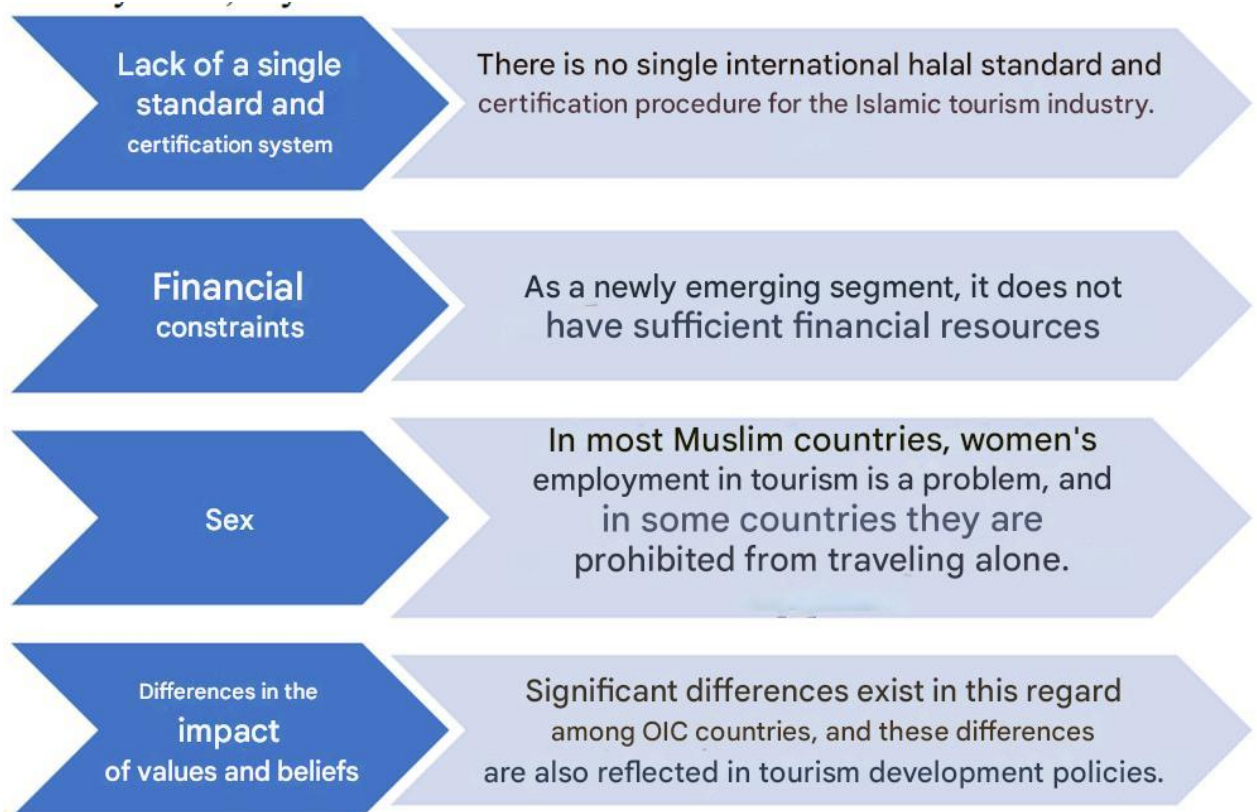 Lack of a single
standard and
certification system
There is no single international halal standard and
certification procedure for the Islamic tourism industry.
Financial
constraints
As a newly emerging segment, it does not
have sufficient financial resources
Sex
In most Muslim countries, women's
employment in tourism is a problem, and
in some countries they are
prohibited from traveling alone.
Differences in the
impact
of values and beliefs
Significant differences exist in this regard
among OIC countries, and these differences
are also reflected in tourism development policies.